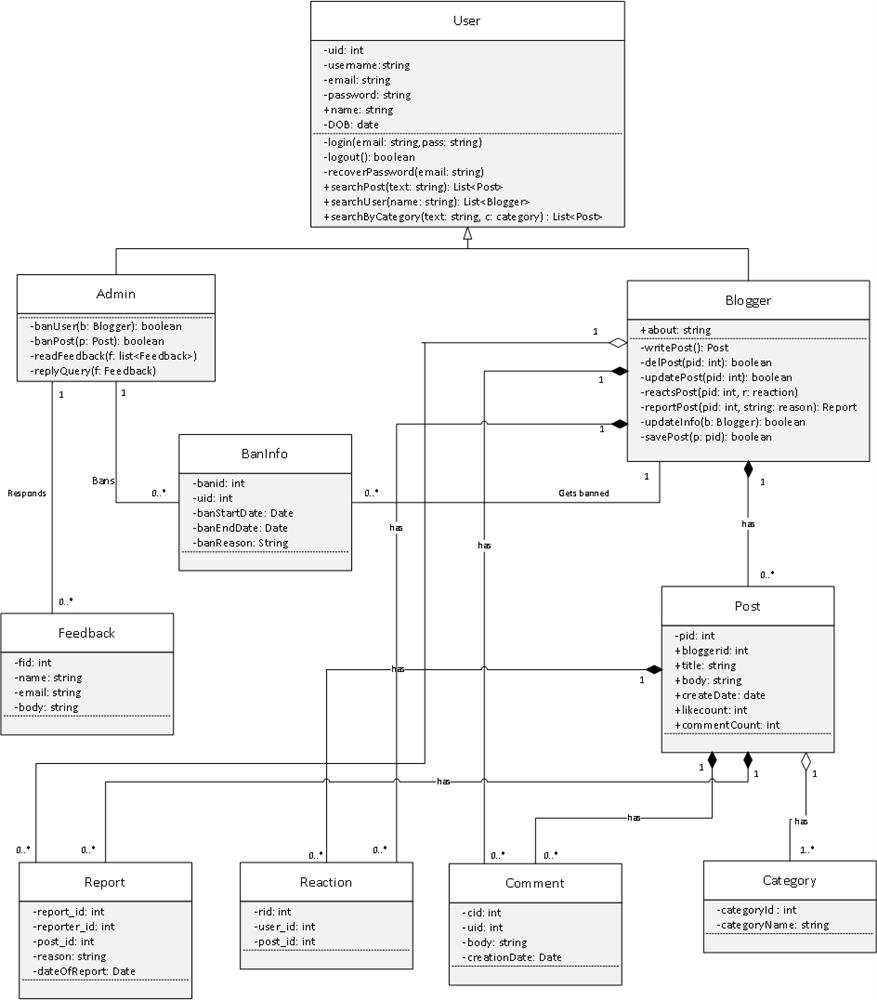 User
-uid: int
-username:string
-email: string
-password: string
+name: string
-DOB: date
-login(email: string,pass: string)
-logout(): boolean
-recoverPassword(email: string)
+searchPost(text: string): List<Post>
+searchUser(name: string): List<Blogger>
+searchByCategory(text: string, c: category) : List<Post>
Admin
-banUser(b: Blogger): boolean
-banPost(p: Post): boolean
-readFeedback(f: list<Feedback>)
-replyQuery(f: Feedback)
Blogger
+about: string
-writePost(): Post
-delPost(pid: int): boolean
-updatePost(pid: int): boolean
-reactsPost(pid: int, r: reaction)
-reportPost(pid: int, string: reason): Report
-updateInfo(b: Blogger): boolean
-savePost(p: pid): boolean
1
1
1
1
1
BanInfo
-banid: int
-uid: int
-banStartDate: Date
-banEndDate: Date
-banReason: String
Responds
Bans
0..*
0..*
Gets banned
1
1
has
has
has
0..*
0..*
Feedback
-fid: int
-name: string
-email: string
-body: string
Post
-pid: int
+bloggerid: int
+title: string
+body: string
+createDate: date
+likecount: int
+commentCount: int
has
1
1
1
1
has
has
has
0..*
0..*
0..*
0..*
0..*
0..*
1..*
Report
-report_id: int
-reporter_id: int
-post_id: int
-reason: string
-dateOfReport: Date
Reaction
-rid: int
-user_id: int
-post_id: int
Comment
-cid: int
-uid: int
-body: string
-creationDate: Date
Category
-categoryId : int
-categoryName: string